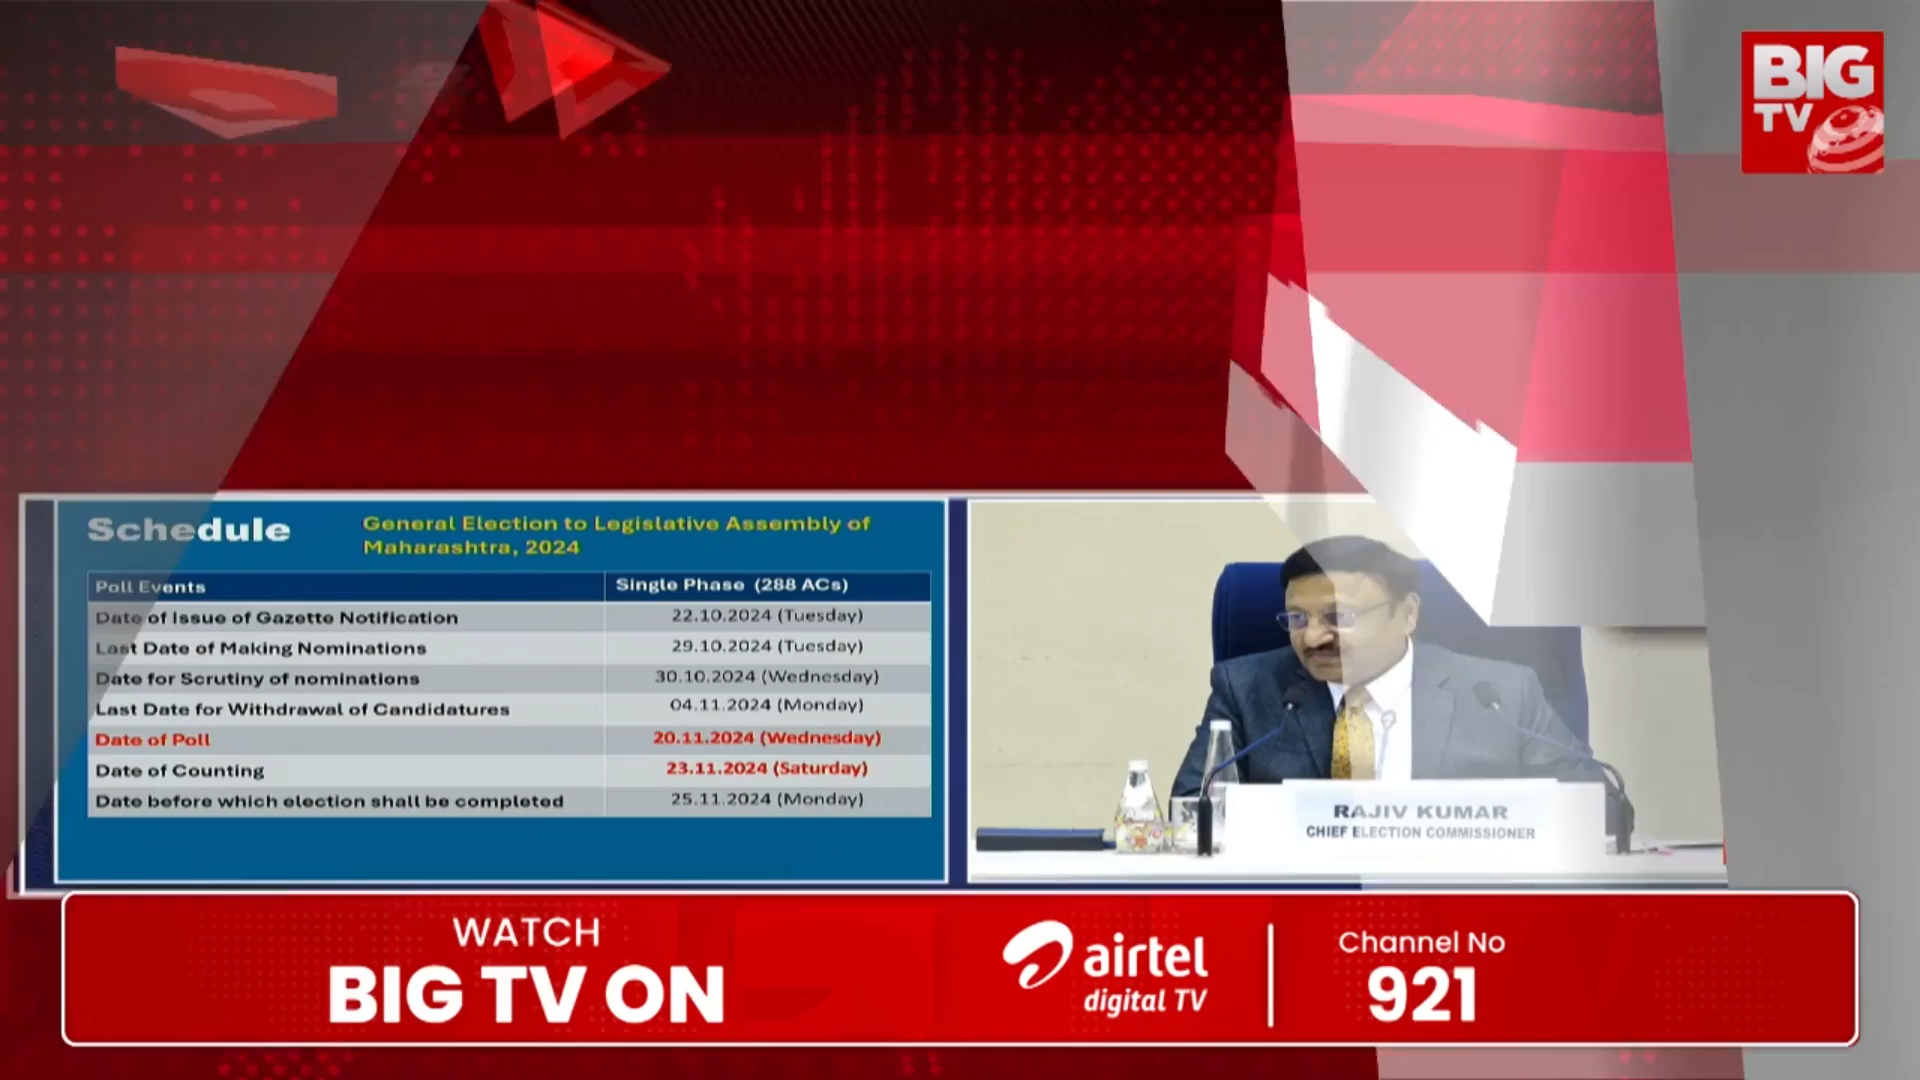 BIG
TV
Schedule
General Election to Legislative Assembly of
Maharashtra, 2024
Poll Events
Single Phase (288 ACs)
Date of Issue of Gazette Notification
22.10.2024 (Tuesday)
Last Date of Making Nominations
29.10.2024 (Tuesday)
Date for Scrutiny of nominations
30.10.2024 (Wednesday)
Last Date for Withdrawal of Candidatures
04.11.2024 (Monday)
Date of Poll
20.11.2024 (Wednesday)
Date of Counting
23.11.2024 (Saturday)
Date before which election shall be completed
25.11.2024 (Monday)
RAJIV KUMAR
CHIEF ELECTION COMMISSIONER
WATCH
BIG TV ON
airtel
digital TV
Channel No
921